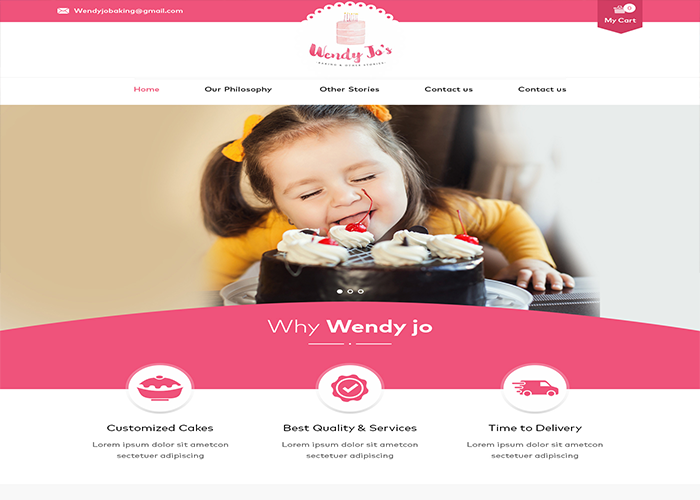 Wendyjobaking@gmail.com
0
My Cart
Wendy Jo's
BAKING & OTHER STORIES
Home
Our Philosophy
Other Stories
Contact us
Contact us
Why Wendy jo
Customized Cakes
Best Quality & Services
Time to Delivery
Lorem ipsum dolor sit ametcon
sectetuer adipiscing
Lorem ipsum dolor sit ametcon
sectetuer adipiscing
Lorem ipsum dolor sit ametcon
sectetuer adipiscing